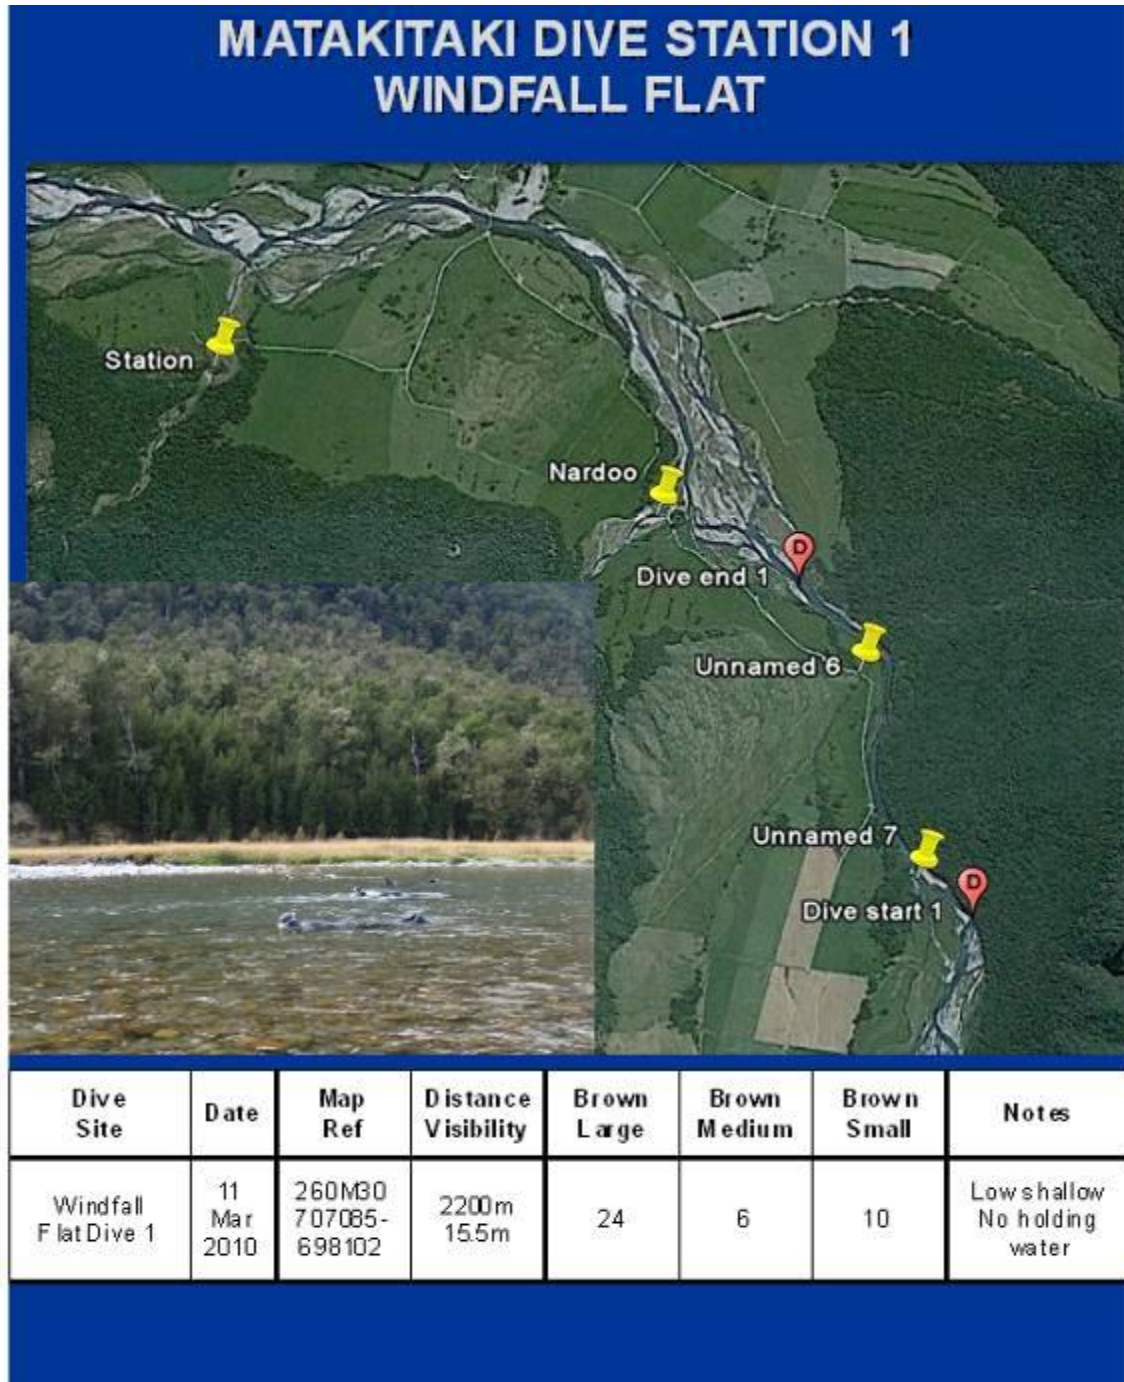 MATAKITAKI DIVE STATION 1
WINDFALL FLAT
Station
Nardoo
D
Dive end 1
Unnamed 6
Unnamed 7
D
Dive start 1
Dive
Site
Date
Map
Ref
Distance
Visibility
Brown
Large
Brown
Medium
Brown
Small
Notes
Windfall
Flat Dive 1
11
Mar
2010
260M30
707085-
698102
2200m
15.5m
24
6
10
Low shallow
No holding
water